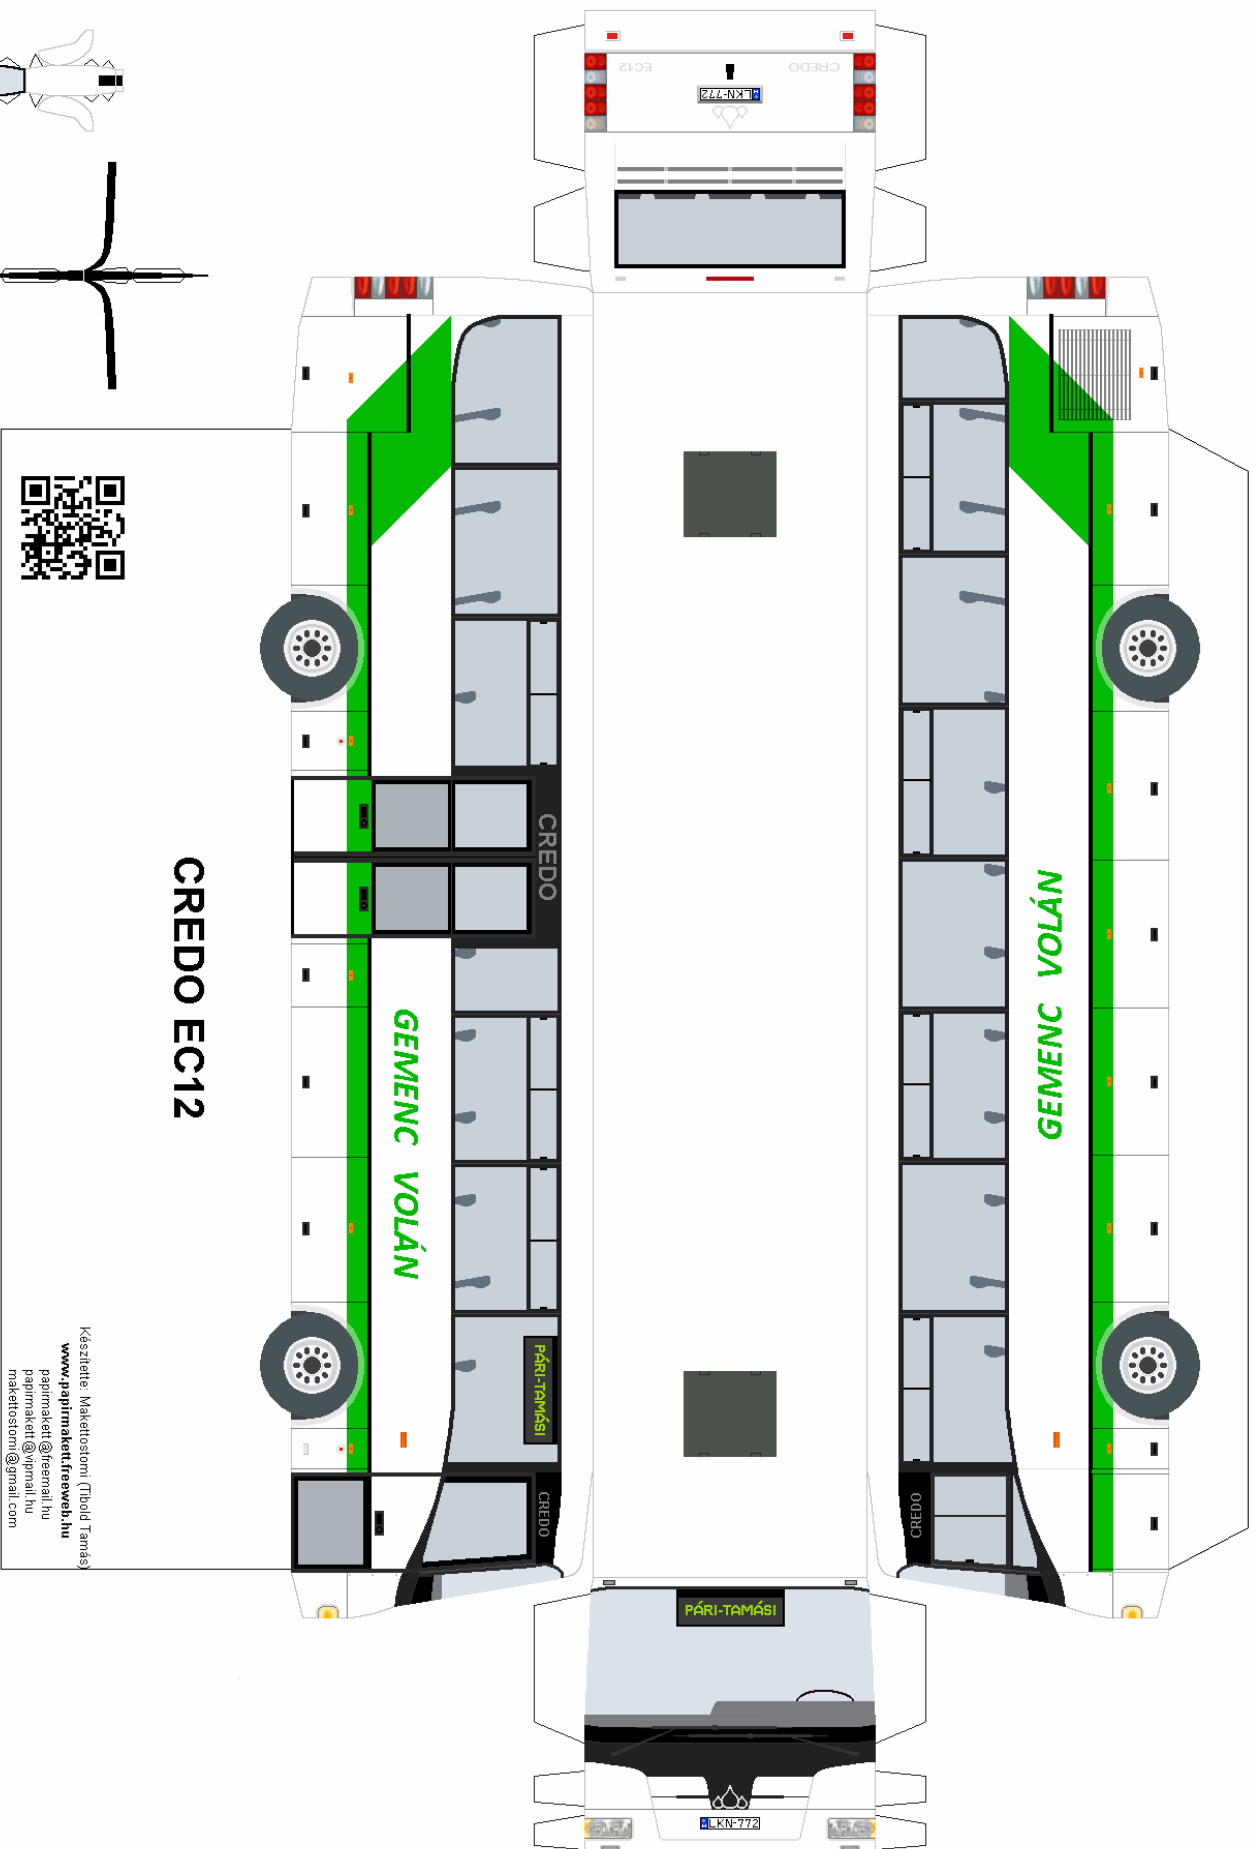 EC12
CREDO
LKN-772
CREDO
GEMENC VOLÁN
GEMENC VOLÁN
CREDO EC12
PÁRI-TAMÁSI
CREDO
CREDO
Készítette: Makettostomi (Tibold Tamás)
www.papirmakett.freeweb.hu
papirmakett@freemail.hu
papirmakett@vipmail.hu
makettostomi@gmail.com
PÁRI-TAMÁSI
LKN-772